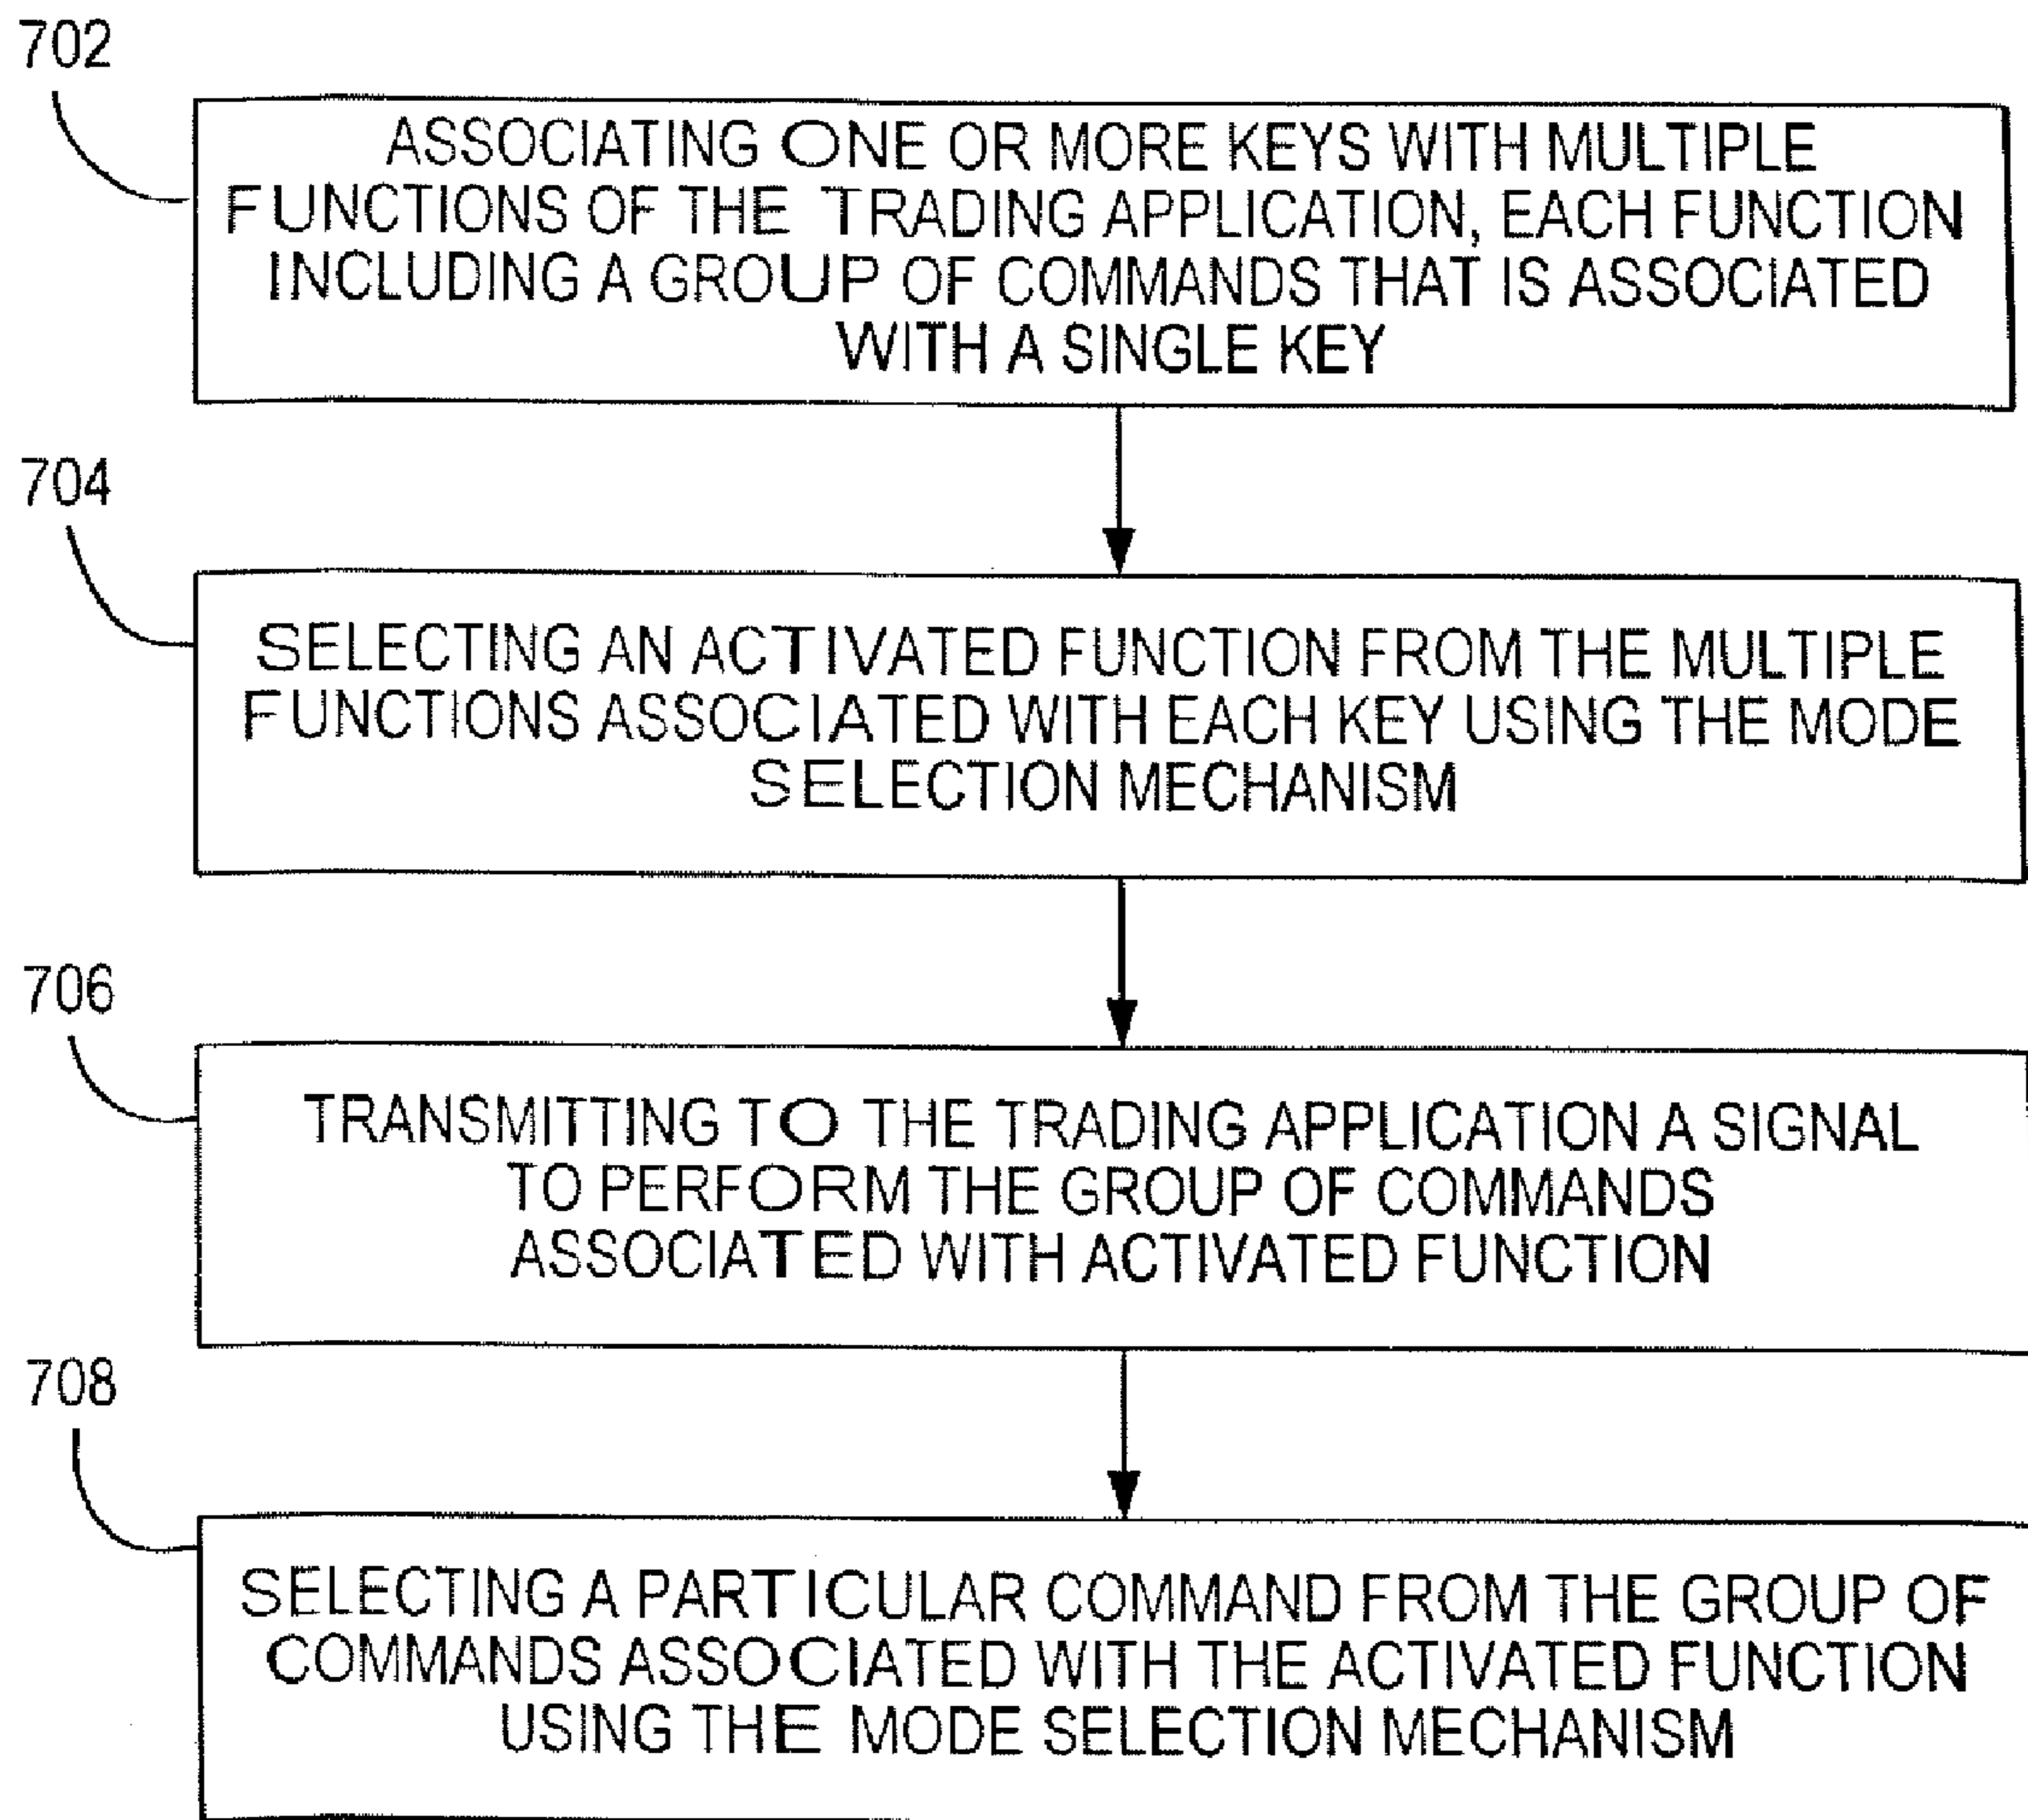 702
ASSOCIATING ONE OR MORE KEYS WITH MULTIPLE
FUNCTIONS OF THE TRADING APPLICATION, EACH FUNCTION
INCLUDING A GROUP OF COMMANDS THAT IS ASSOCIATED
WITH A SINGLE KEY
704
SELECTING AN ACTIVATED FUNCTION FROM THE MULTIPLE
FUNCTIONS ASSOCIATED WITH EACH KEY USING THE MODE
SELECTION MECHANISM
706
TRANSMITTING TO THE TRADING APPLICATION A SIGNAL
TO PERFORM THE GROUP OF COMMANDS
ASSOCIATED WITH ACTIVATED FUNCTION
708
SELECTING A PARTICULAR COMMAND FROM THE GROUP OF
COMMANDS ASSOCIATED WITH THE ACTIVATED FUNCTION
USING THE MODE SELECTION MECHANISM